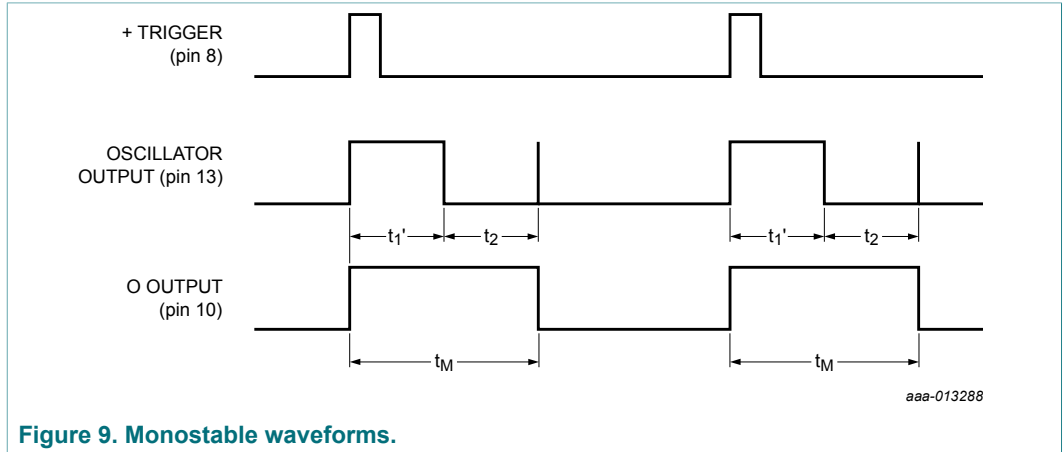 + TRIGGER
(pin 8)
OSCILLATOR
OUTPUT (pin 13)
t1' t2 t1' t2
O OUTPUT
(pin 10)
tM tM
aaa-013288
Figure 9. Monostable waveforms.